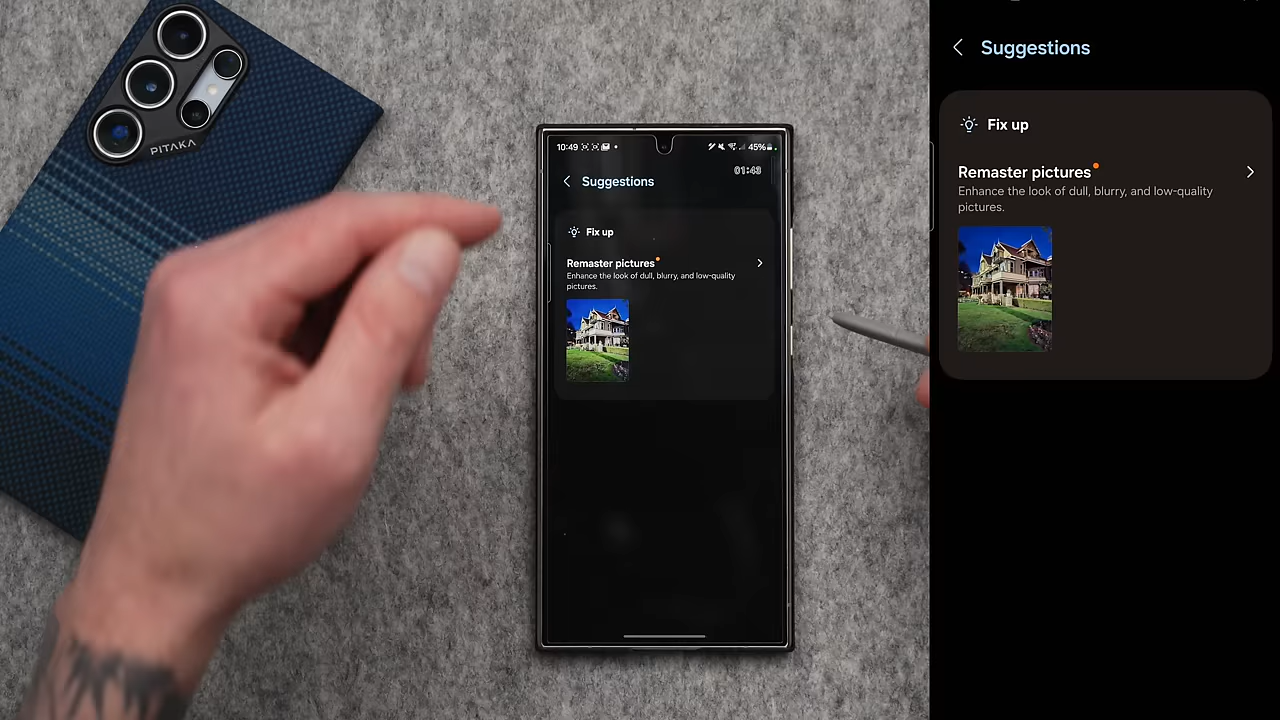 PITAKA
10:49
45%
01:43
Suggestions
Fix up
Remaster pictures
Enhance the look of dull, blurry, and low-quality
pictures.
Suggestions
Fix up
Remaster pictures
Enhance the look of dull, blurry, and low-quality
pictures.